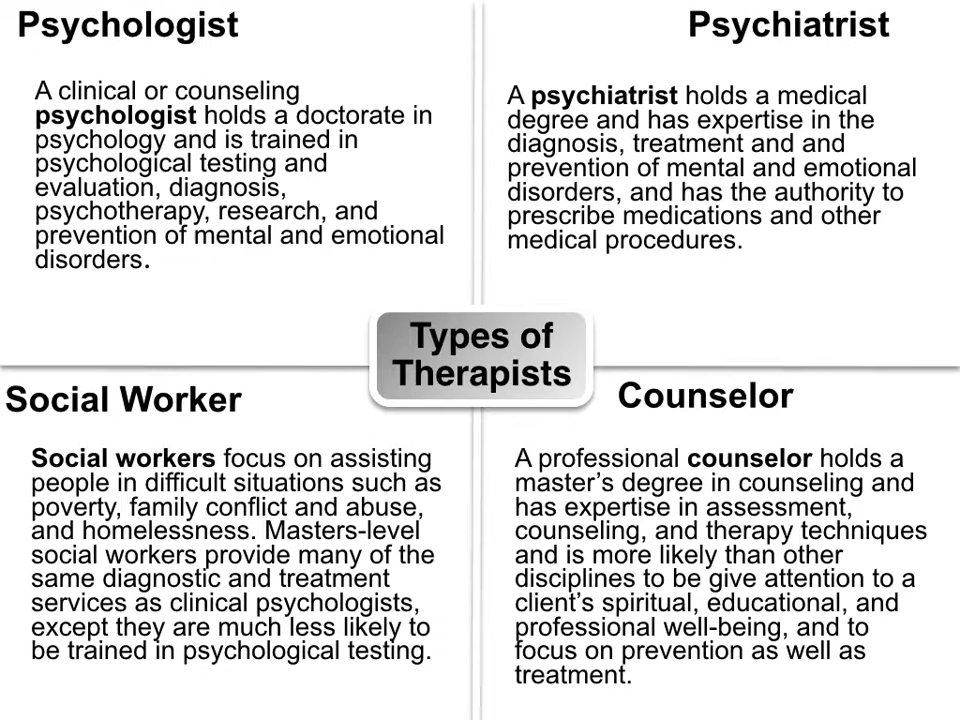 Psychologist
A clinical or counseling
psychologist holds a doctorate in
psychology and is trained in
psychological testing and
evaluation, diagnosis,
psychotherapy, research, and
prevention of mental and emotional
disorders.
Psychiatrist
A psychiatrist holds a medical
degree and has expertise in the
diagnosis, treatment and and
prevention of mental and emotional
disorders, and has the authority to
prescribe medications and other
medical procedures.
Types of
Therapists
Social Worker
Social workers focus on assisting
people in difficult situations such as
poverty, family conflict and abuse,
and homelessness. Masters-level
social workers provide many of the
same diagnostic and treatment
services as clinical psychologists,
except they are much less likely to
be trained in psychological testing.
Counselor
A professional counselor holds a
master’s degree in counseling and
has expertise in assessment,
counseling, and therapy techniques
and is more likely than other
disciplines to be give attention to a
client’s spiritual, educational, and
professional well-being, and to
focus on prevention as well as
treatment.